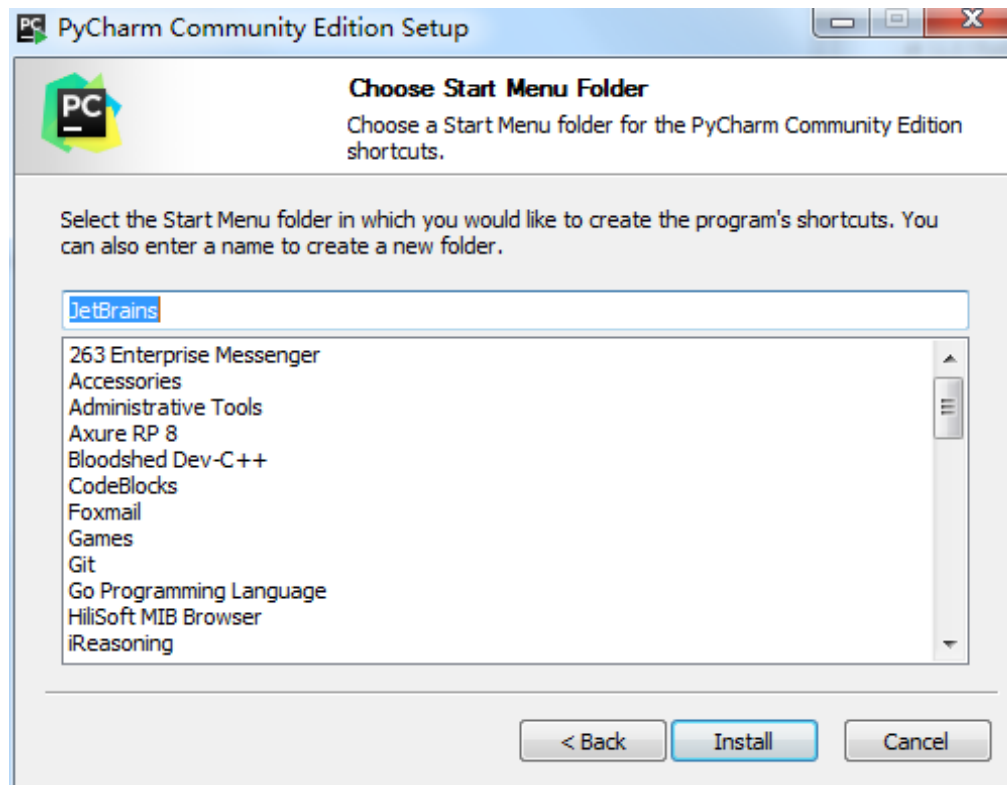 PC PyCharm Community Edition Setup
PC
Choose Start Menu Folder
Choose a Start Menu folder for the PyCharm Community Edition
shortcuts.
Select the Start Menu folder in which you would like to create the program's shortcuts. You
can also enter a name to create a new folder.
JetBrains
263 Enterprise Messenger
Accessories
Administrative Tools
Axure RP 8
Bloodshed Dev-C++
CodeBlocks
Foxmail
Games
Git
Go Programming Language
HiliSoft MIB Browser
iReasoning
< Back Install Cancel